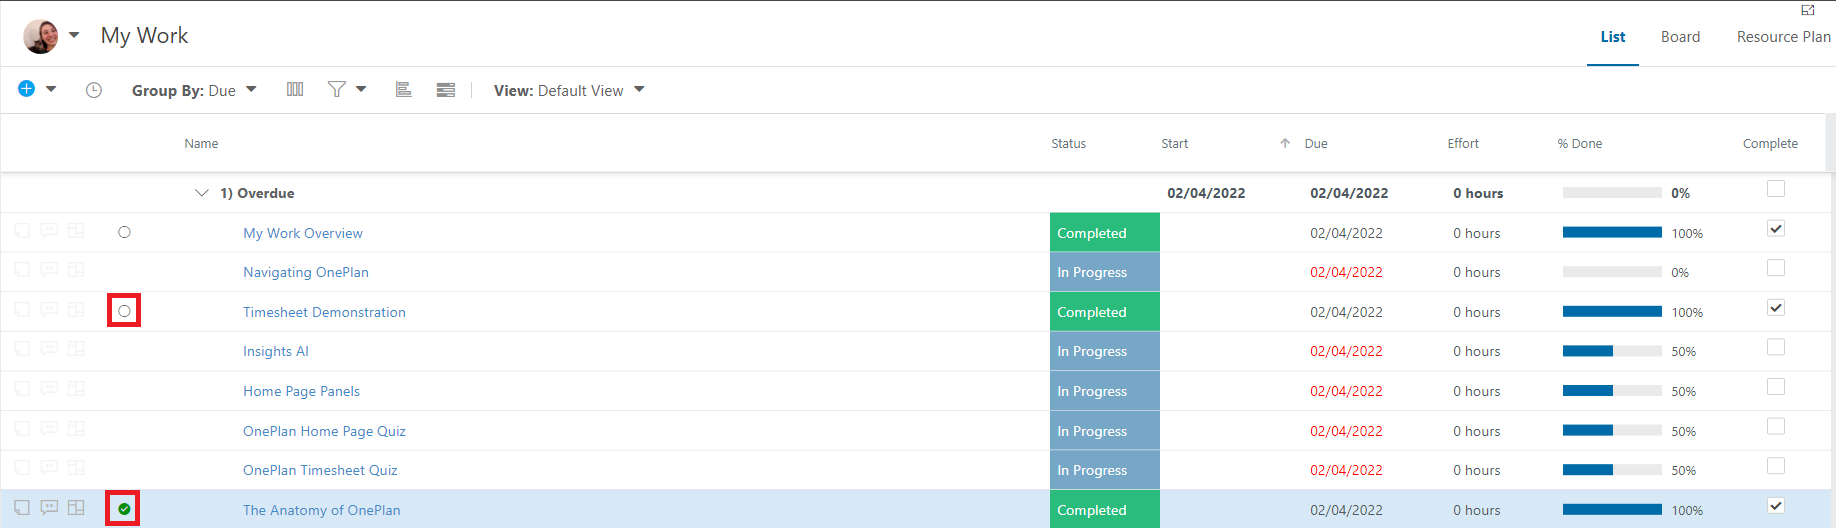 My Work
List Board Resource Plan
Group By: Due View: Default View
Name Status Start Due Effort % Done Complete
1) Overdue 02/04/2022 02/04/2022 0 hours 0%
My Work Overview Completed 02/04/2022 0 hours 100%
Navigating OnePlan In Progress 02/04/2022 0 hours 0%
Timesheet Demonstration Completed 02/04/2022 0 hours 100%
Insights AI In Progress 02/04/2022 0 hours 50%
Home Page Panels In Progress 02/04/2022 0 hours 50%
OnePlan Home Page Quiz In Progress 02/04/2022 0 hours 50%
OnePlan Timesheet Quiz In Progress 02/04/2022 0 hours 50%
The Anatomy of OnePlan Completed 02/04/2022 0 hours 100%